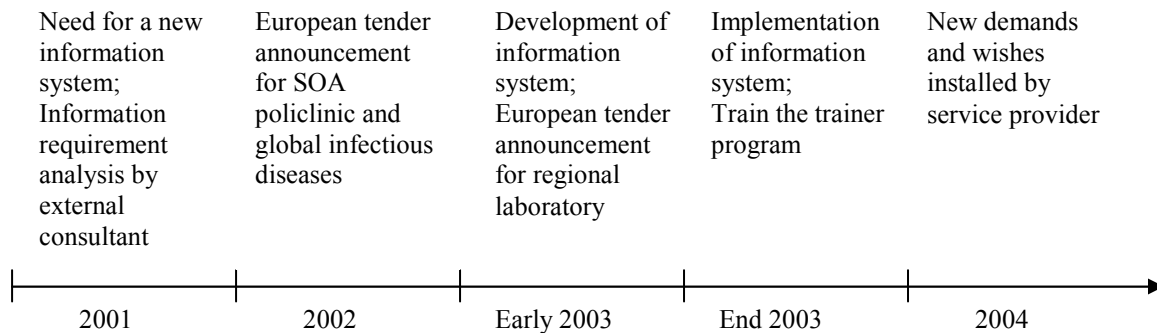 Need for a new
information
system;
Information
requirement
analysis by
external
consultant
European tender
announcement
for SOA
policlinic and
global infectious
diseases
Development of
information
system;
European tender
announcement
for regional
laboratory
Implementation
of information
system;
Train the trainer
program
New demands
and wishes
installed by
service provider
2001
2002
Early 2003
End 2003
2004